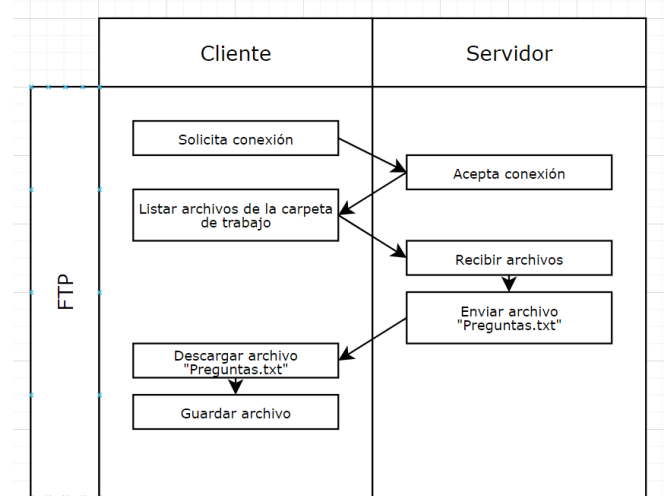 Cliente
Servidor
FTP
Solicita conexión
Acepta conexión
Listar archivos de la carpeta
de trabajo
Recibir archivos
Enviar archivo
"Preguntas.txt"
Descargar archivo
"Preguntas.txt"
Guardar archivo